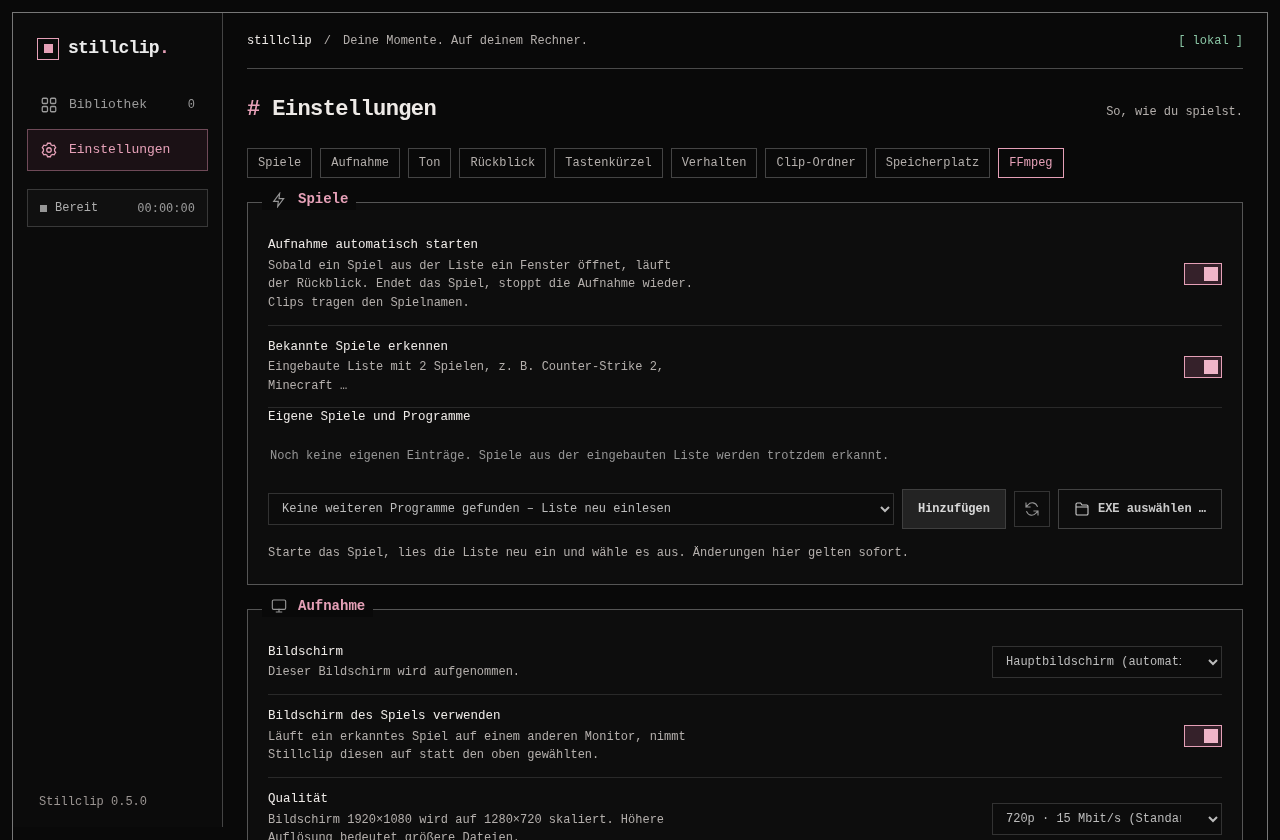 stillclip.
stillclip / Deine Momente. Auf deinem Rechner.
[ lokal ]
Bibliothek 0
Einstellungen
Bereit 00:00:00
# Einstellungen
So, wie du spielst.
Spiele Aufnahme Ton Rückblick Tastenkürzel Verhalten Clip-Ordner Speicherplatz FFmpeg
Spiele
Aufnahme automatisch starten
Sobald ein Spiel aus der Liste ein Fenster öffnet, läuft
der Rückblick. Endet das Spiel, stoppt die Aufnahme wieder.
Clips tragen den Spielnamen.
Bekannte Spiele erkennen
Eingebaute Liste mit 2 Spielen, z. B. Counter-Strike 2,
Minecraft …
Eigene Spiele und Programme
Noch keine eigenen Einträge. Spiele aus der eingebauten Liste werden trotzdem erkannt.
Keine weiteren Programme gefunden – Liste neu einlesen
Hinzufügen
EXE auswählen …
Starte das Spiel, lies die Liste neu ein und wähle es aus. Änderungen hier gelten sofort.
Aufnahme
Bildschirm
Dieser Bildschirm wird aufgenommen.
Hauptbildschirm (automati
Bildschirm des Spiels verwenden
Läuft ein erkanntes Spiel auf einem anderen Monitor, nimmt
Stillclip diesen auf statt den oben gewählten.
Qualität
Bildschirm 1920×1080 wird auf 1280×720 skaliert. Höhere
Auflösung bedeutet größere Dateien.
720p · 15 Mbit/s (Standar
Stillclip 0.5.0